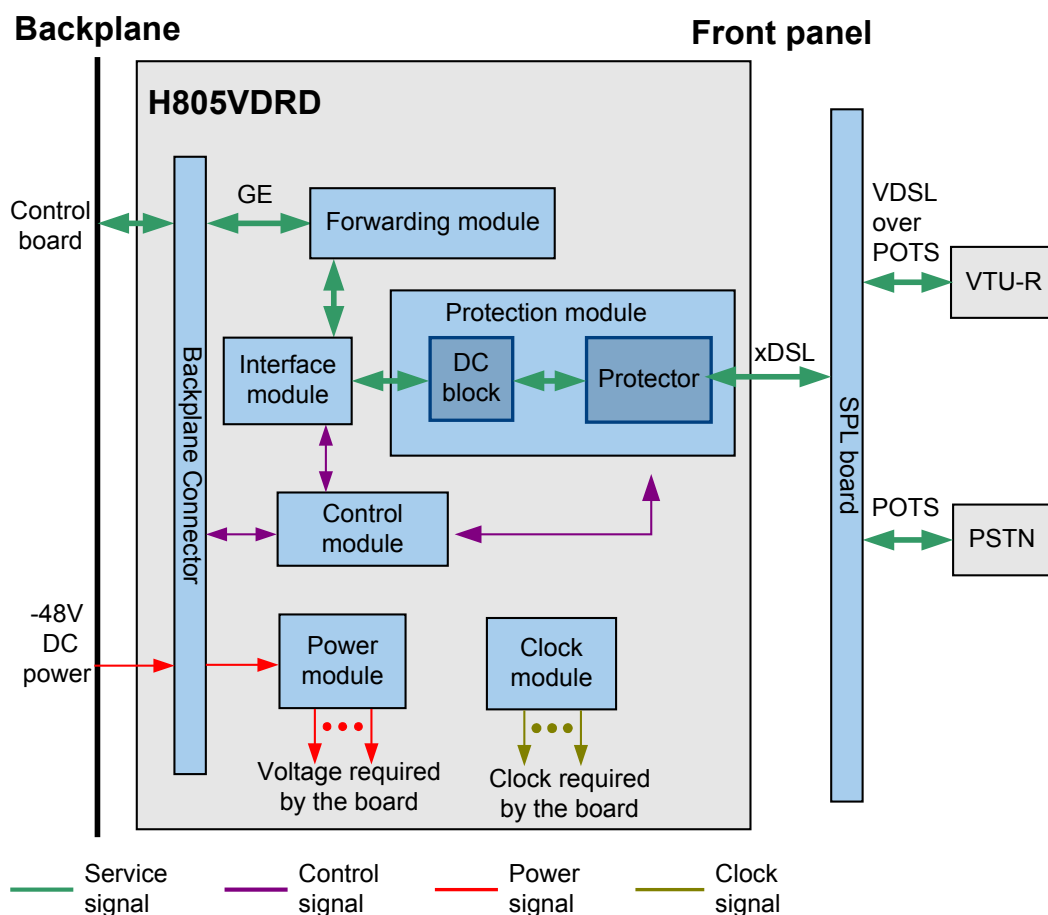 Backplane
Front panel
H805VDRD
Control
board
GE
Forwarding module
VDSL
over
POTS
VTU-R
Protection module
Interface
module
DC
block
Protector
xDSL
Backplane Connector
SPL board
Control
module
POTS
PSTN
-48V
DC
power
Power
module
Clock
module
Voltage required
by the board
Clock required
by the board
Service
signal
Control
signal
Power
signal
Clock
signal